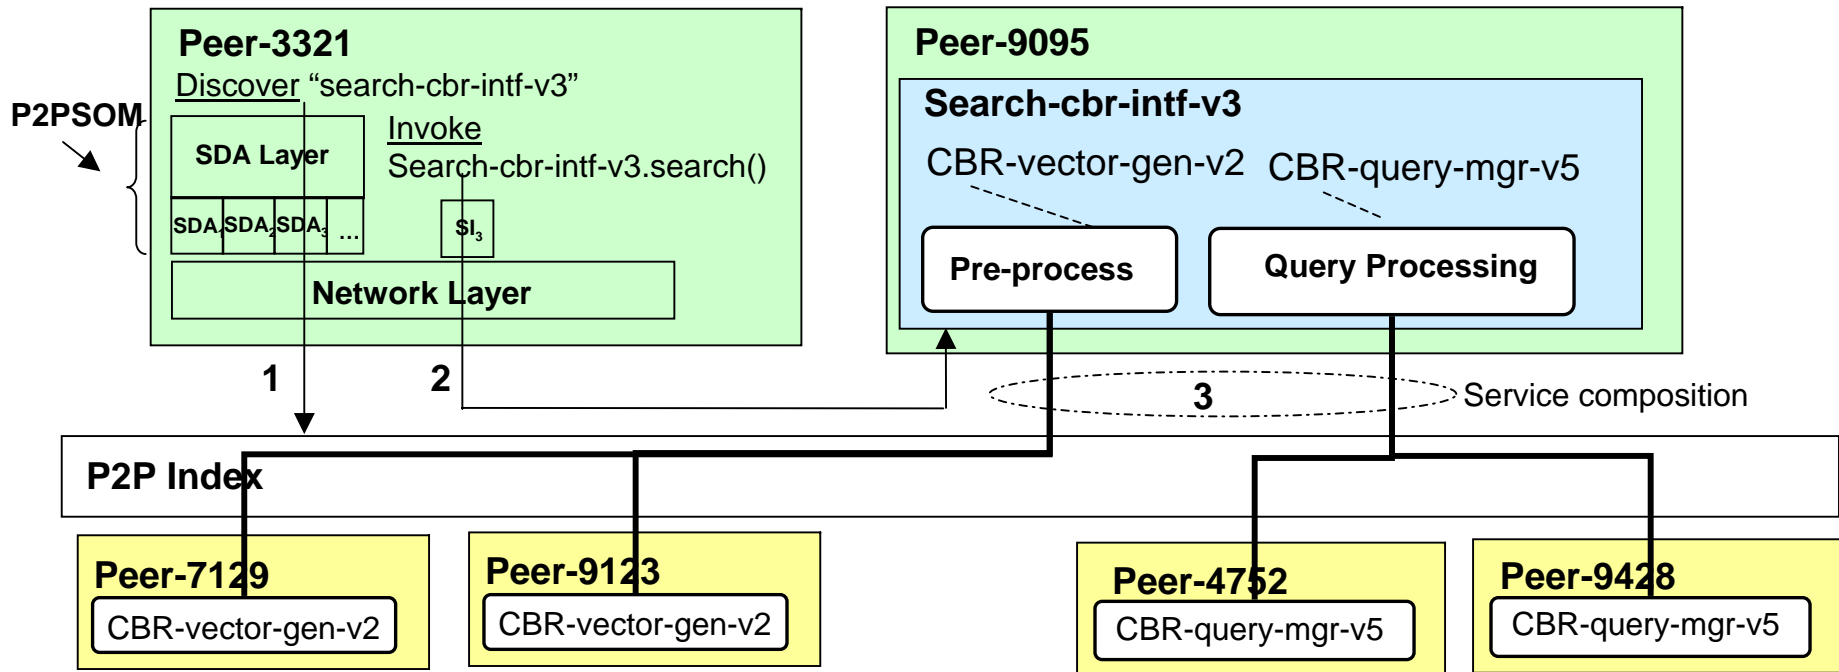 Peer-3321
Discover “search-cbr-intf-v3”
P2PSOM
SDA Layer
Invoke
Search-cbr-intf-v3.search()
SDA1 SDA2 SDA3 ...
SI3
Network Layer
1
2
Peer-9095
Search-cbr-intf-v3
CBR-vector-gen-v2
CBR-query-mgr-v5
Pre-process
Query Processing
3
Service composition
P2P Index
Peer-7129
CBR-vector-gen-v2
Peer-9123
CBR-vector-gen-v2
Peer-4752
CBR-query-mgr-v5
Peer-9428
CBR-query-mgr-v5